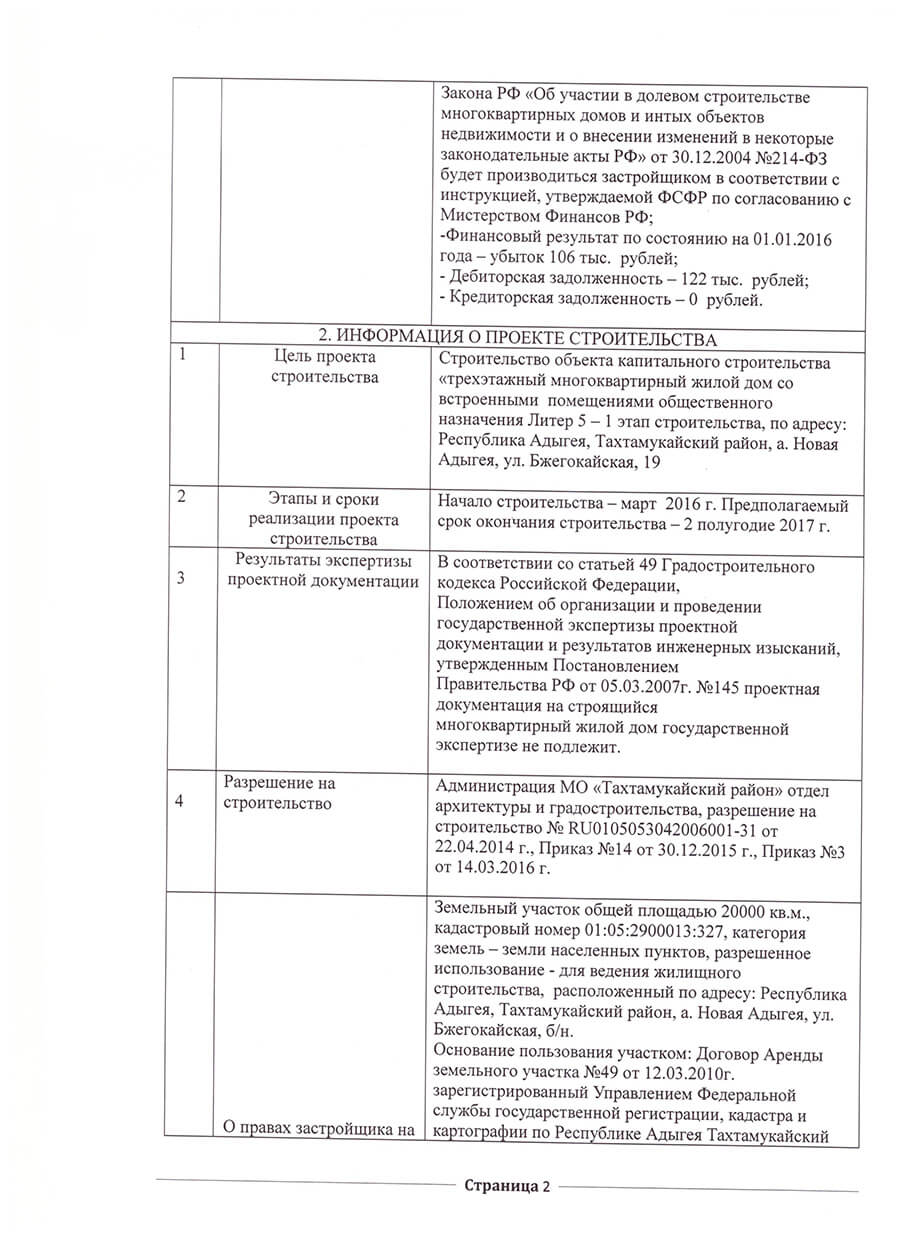 Закона РФ «Об участии в долевом строительстве
многоквартирных домов и интых объектов
недвижимости и о внесении изменений в некоторые
законодательные акты РФ» от 30.12.2004 №214-ФЗ
будет производиться застройщиком в соответствии с
инструкцией, утверждаемой ФСФР по согласованию с
Мистерством Финансов РФ;
-Финансовый результат по состоянию на 01.01.2016
года – убыток 106 тыс. рублей;
- Дебиторская задолженность – 122 тыс. рублей;
- Кредиторская задолженность – 0 рублей.
2. ИНФОРМАЦИЯ О ПРОЕКТЕ СТРОИТЕЛЬСТВА
1
Цель проекта
строительства
Строительство объекта капитального строительства
«трехэтажный многоквартирный жилой дом со
встроенными помещениями общественного
назначения Литер 5 – 1 этап строительства, по адресу:
Республика Адыгея, Тахтамукайский район, а. Новая
Адыгея, ул. Бжегокайская, 19
2
Этапы и сроки
реализации проекта
строительства
Начало строительства – март 2016 г. Предполагаемый
срок окончания строительства – 2 полугодие 2017 г.
3
Результаты экспертизы
проектной документации
В соответствии со статьей 49 Градостроительного
кодекса Российской Федерации,
Положением об организации и проведении
государственной экспертизы проектной
документации и результатов инженерных изысканий,
утвержденным Постановлением
Правительства РФ от 05.03.2007г. №145 проектная
документация на строящийся
многоквартирный жилой дом государственной
экспертизе не подлежит.
4
Разрешение на
строительство
Администрация МО «Тахтамукайский район» отдел
архитектуры и градостроительства, разрешение на
строительство № RU0105053042006001-31 от
22.04.2014 г., Приказ №14 от 30.12.2015 г., Приказ №3
от 14.03.2016 г.
О правах застройщика на
Земельный участок общей площадью 20000 кв.м.,
кадастровый номер 01:05:2900013:327, категория
земель – земли населенных пунктов, разрешенное
использование - для ведения жилищного
строительства, расположенный по адресу: Республика
Адыгея, Тахтамукайский район, а. Новая Адыгея, ул.
Бжегокайская, б/н.
Основание пользования участком: Договор Аренды
земельного участка №49 от 12.03.2010г.
зарегистрированный Управлением Федеральной
службы государственной регистрации, кадастра и
картографии по Республике Адыгея Тахтамукайский
Страница 2